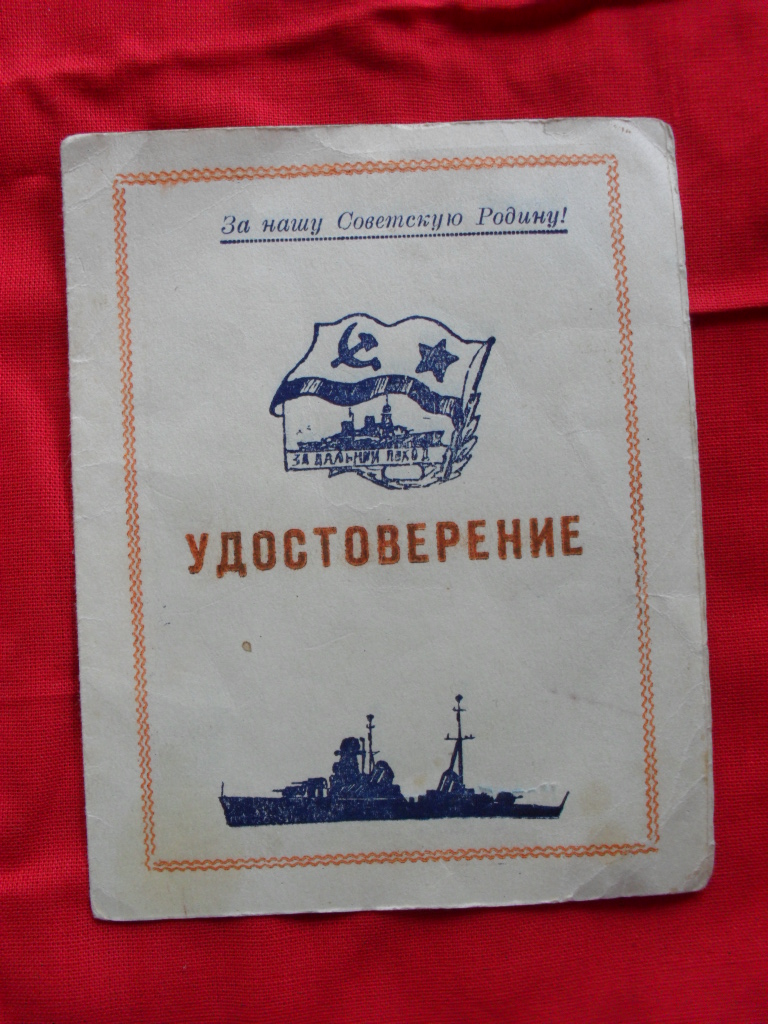 За нашу Советскую Родину!
ЗА ДАЛЬНИЙ ПОХОД
УДОСТОВЕРЕНИЕ